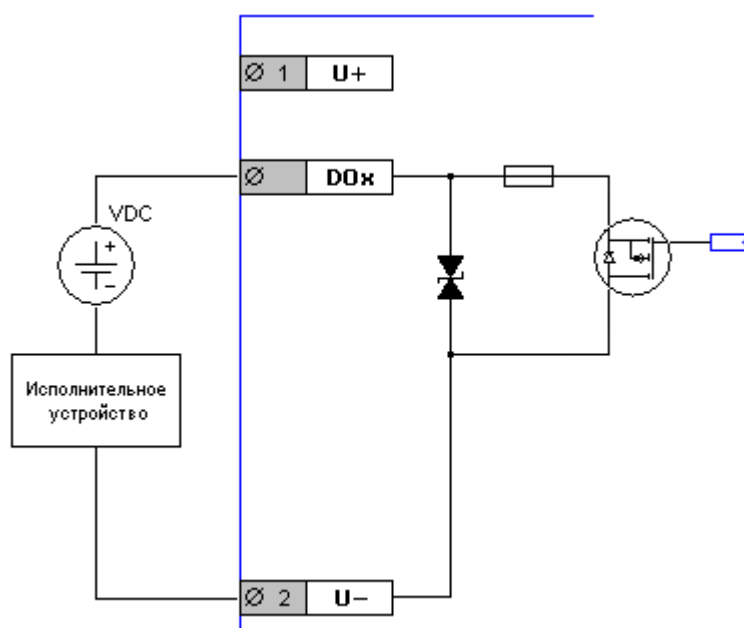 Ø 1 U+
Ø DOx
VDC
+
−
Исполнительное
устройство
Ø 2 U−